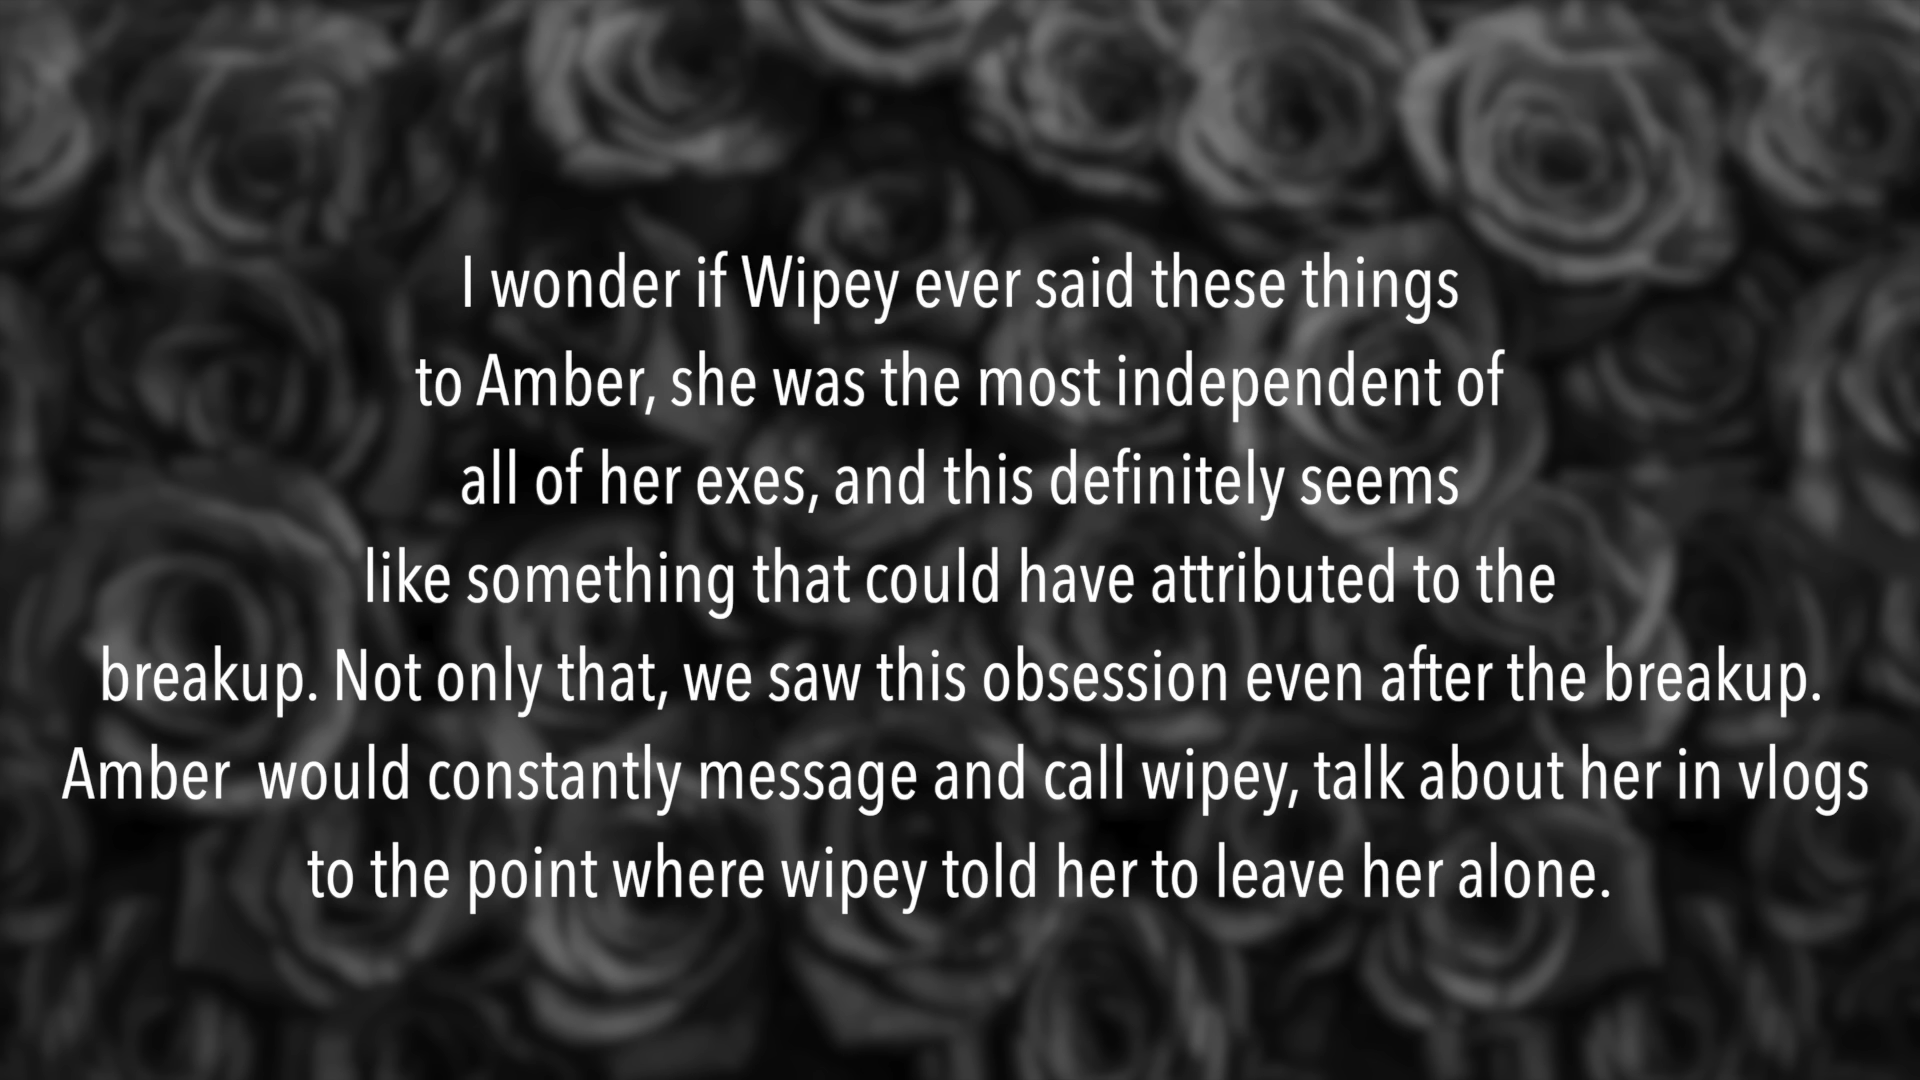 I wonder if Wipey ever said these things
to Amber, she was the most independent of
all of her exes, and this definitely seems
like something that could have attributed to the
breakup. Not only that, we saw this obsession even after the breakup.
Amber  would constantly message and call wipey, talk about her in vlogs
to the point where wipey told her to leave her alone.